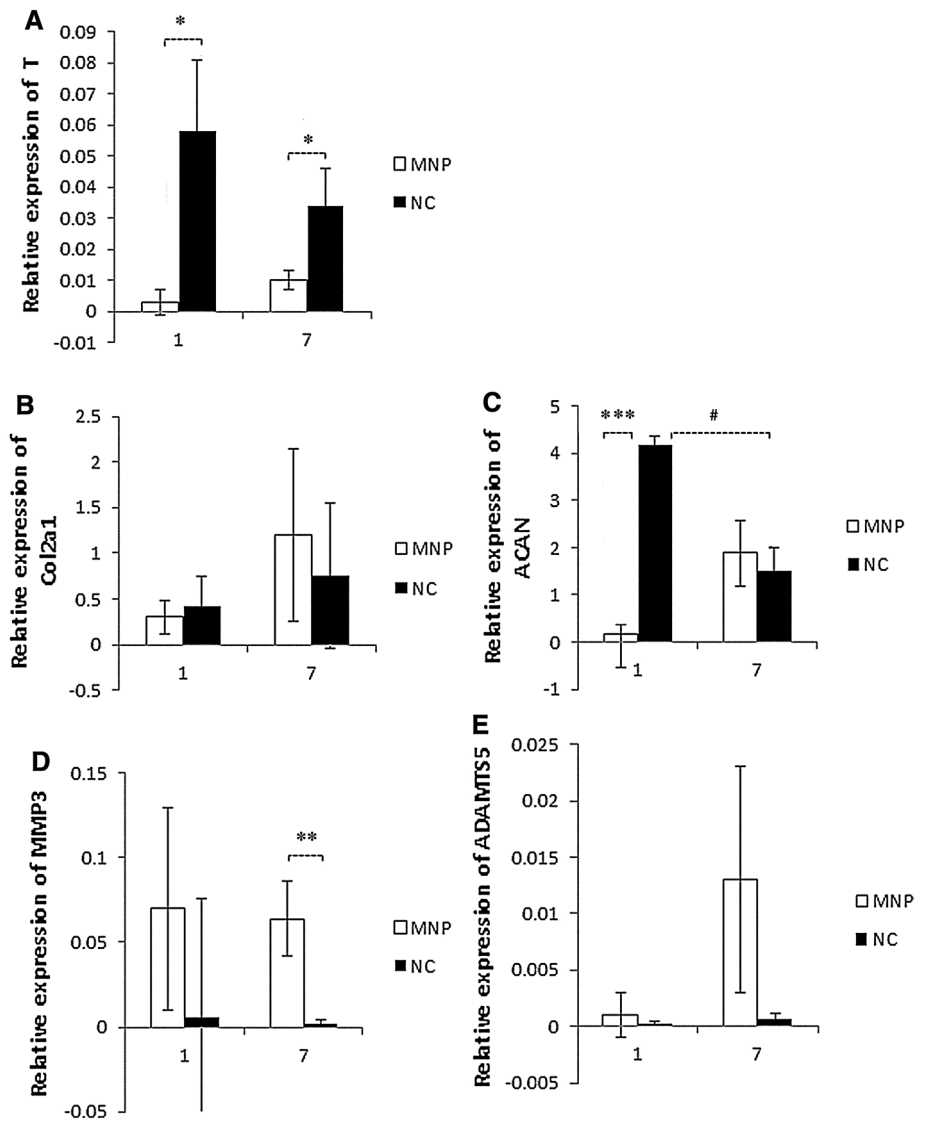 A
*
0.09
0.08
0.07
0.06
0.05
0.04
0.03
0.02
0.01
0
-0.01
Relative expression of T
*
1
7
MNP
NC
B
2.5
2
1.5
1
0.5
0
-0.5
Relative expression of
Col2a1
1
7
MNP
NC
C
5
4
3
2
1
0
-1
Relative expression of
ACAN
***
#
1
7
MNP
NC
D
0.15
0.1
0.05
0
-0.05
Relative expression of MMP3
**
1
7
MNP
NC
E
0.025
0.02
0.015
0.01
0.005
0
-0.005
Relative expression of ADAMTS5
1
7
MNP
NC